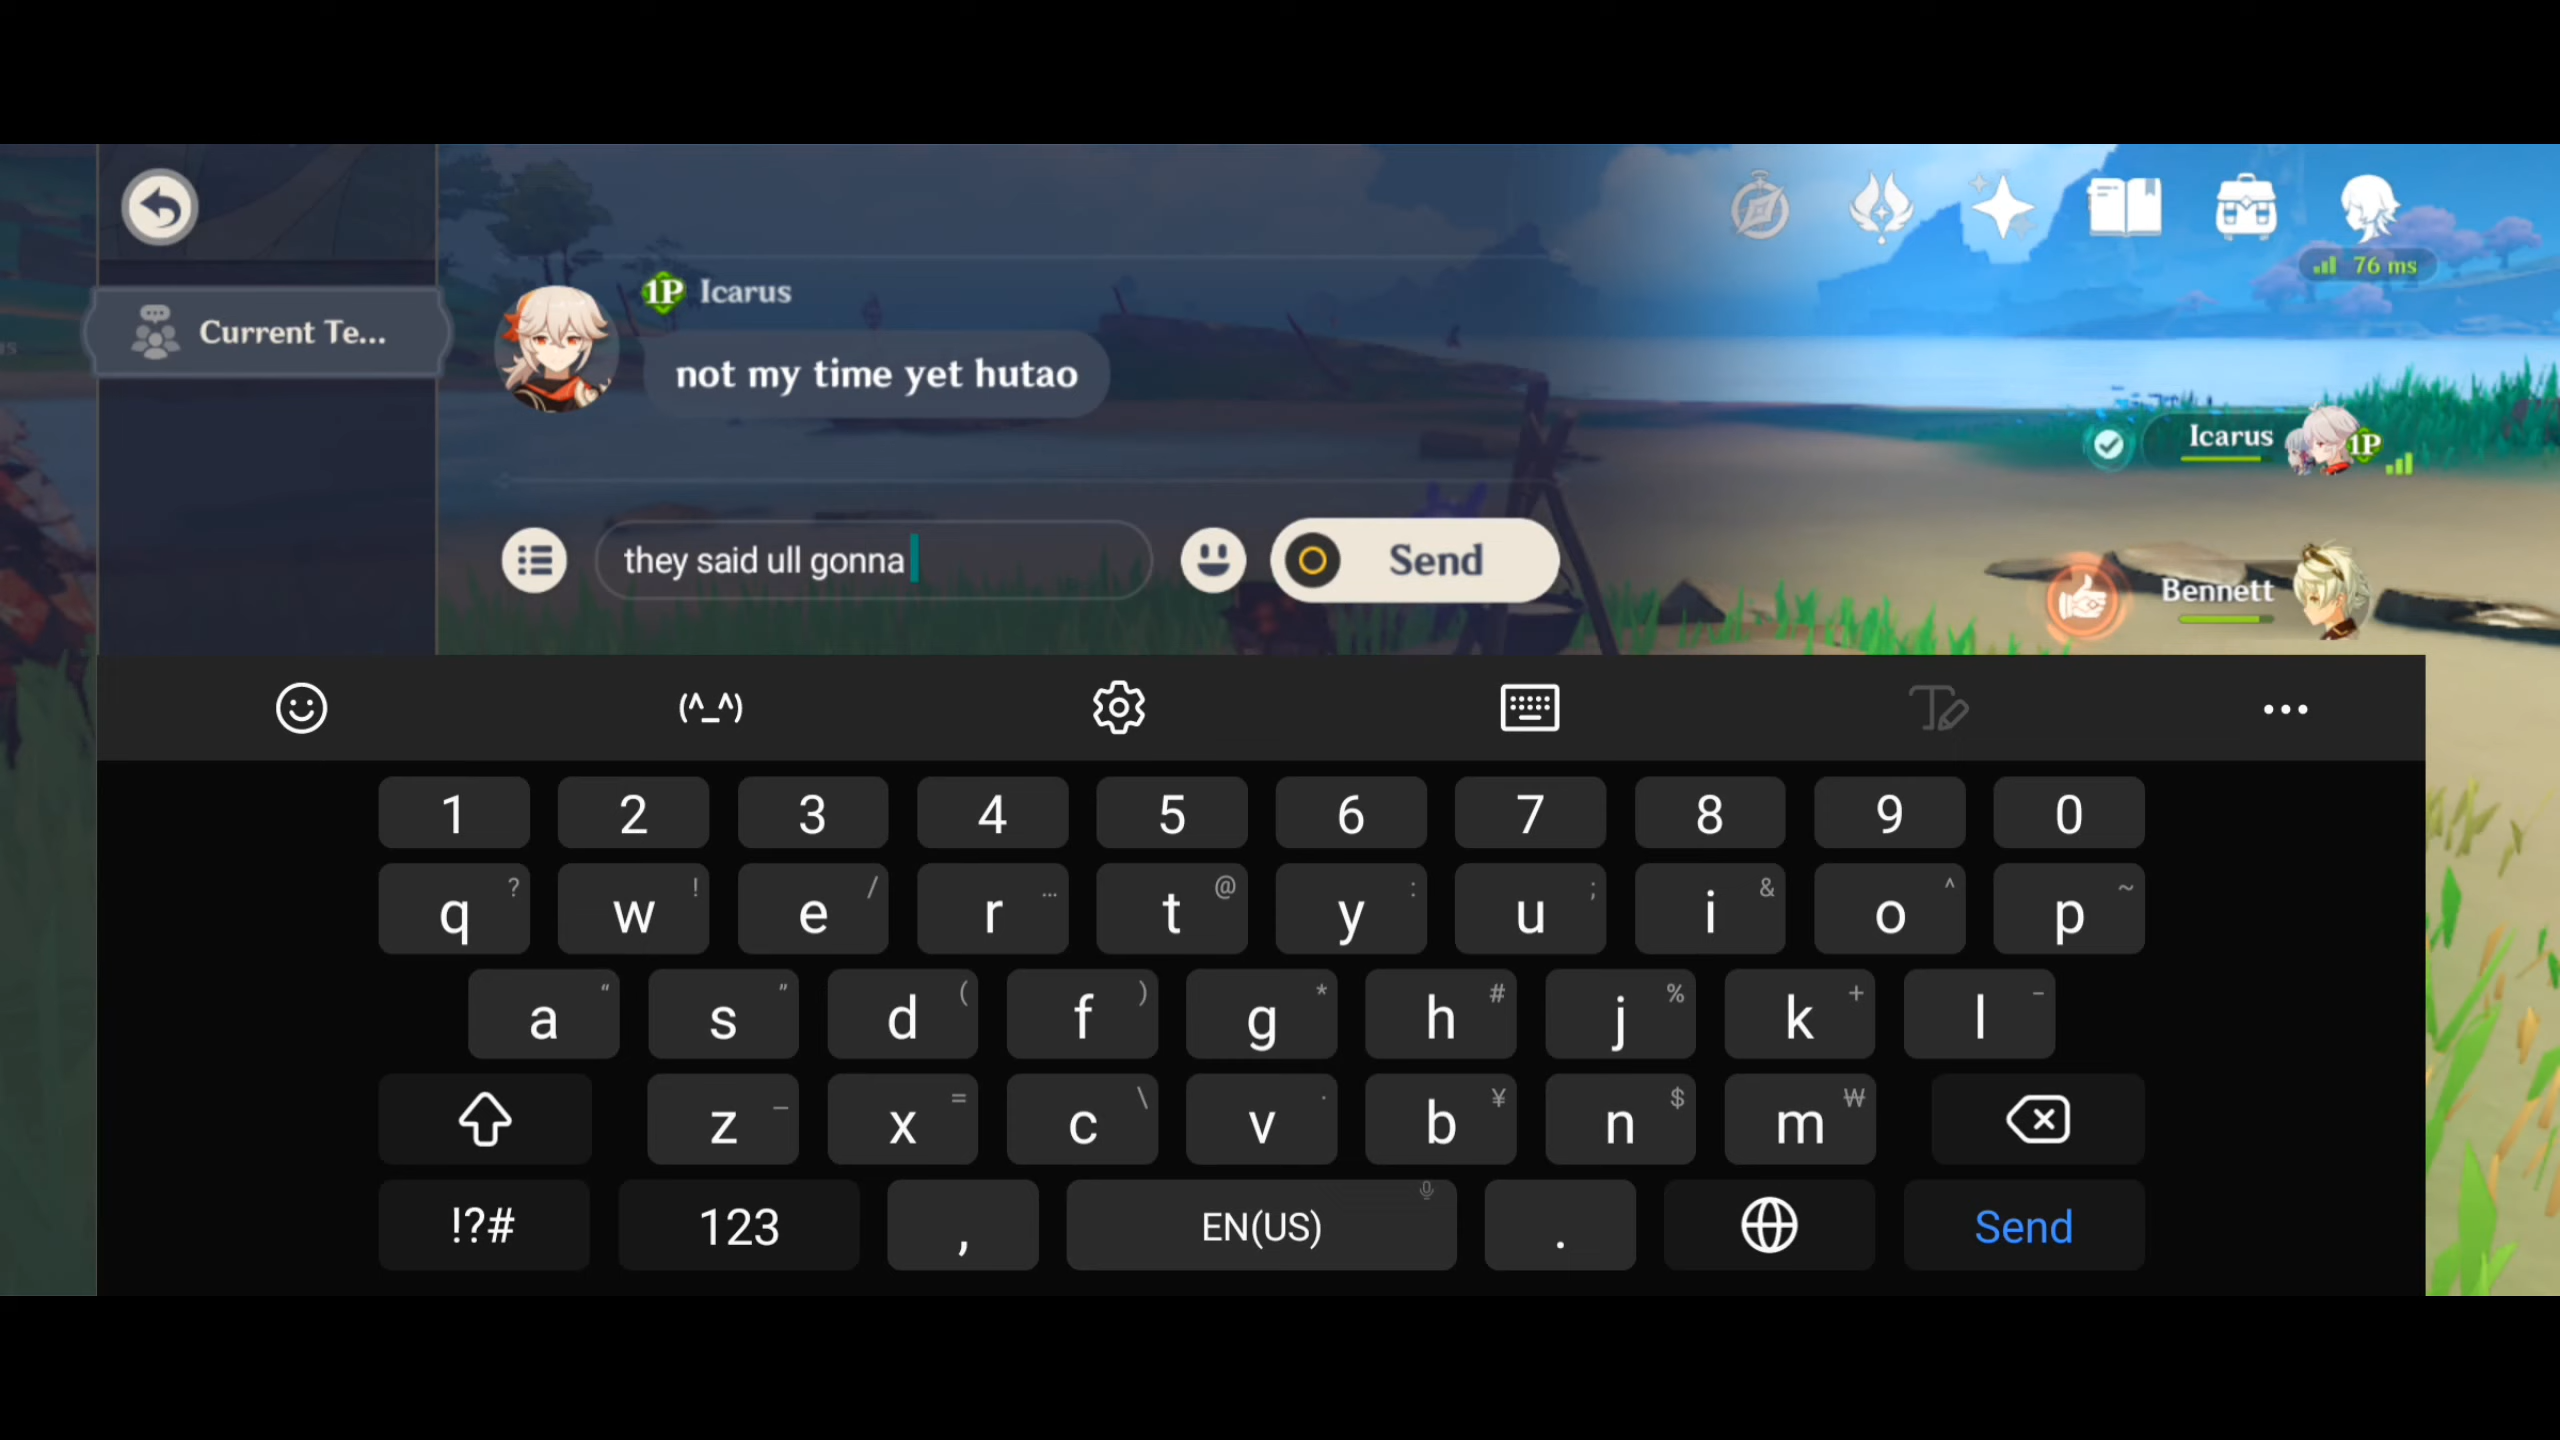 76 ms
Current Te...
1P Icarus
not my time yet hutao
Icarus 1P
they said ull gonna
Send
Bennett
(^_^)
1 2 3 4 5 6 7 8 9 0
q ? w ! e / r ... t @ y : u ; i & o ^ p ~
a “ s ” d ( f ) g * h # j % k + l -
z _ x = c \ v · b ¥ n $ m ₩
!?# 123 , EN(US) . Send